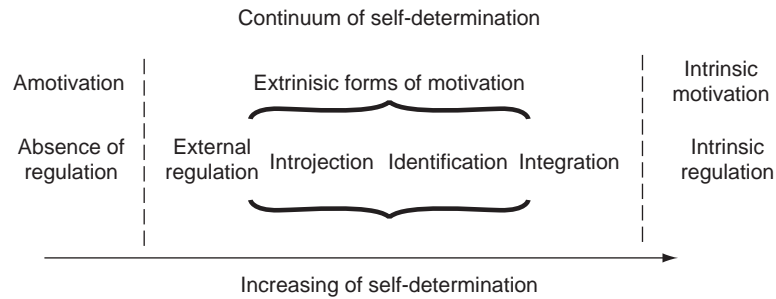 Continuum of self-determination
Amotivation
Extrinisic forms of motivation
Intrinsic
motivation
Absence of
regulation
External
regulation
Introjection
Identification
Integration
Intrinsic
regulation
Increasing of self-determination